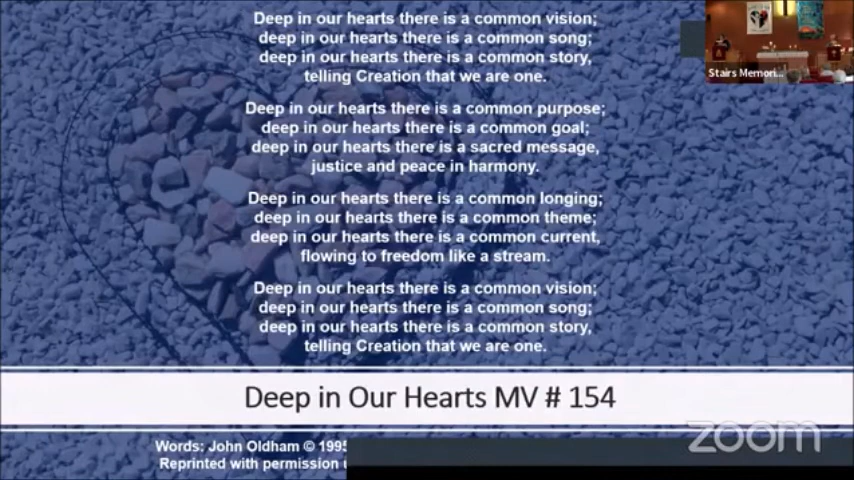 Deep in our hearts there is a common vision;
deep in our hearts there is a common song;
deep in our hearts there is a common story,
telling Creation that we are one.
Deep in our hearts there is a common purpose;
deep in our hearts there is a common goal;
deep in our hearts there is a sacred message,
justice and peace in harmony.
Deep in our hearts there is a common longing;
deep in our hearts there is a common theme;
deep in our hearts there is a common current,
flowing to freedom like a stream.
Deep in our hearts there is a common vision;
deep in our hearts there is a common song;
deep in our hearts there is a common story,
telling Creation that we are one.
Deep in Our Hearts MV # 154
Words: John Oldham © 1995
Reprinted with permission
Stairs Memori...
zoom